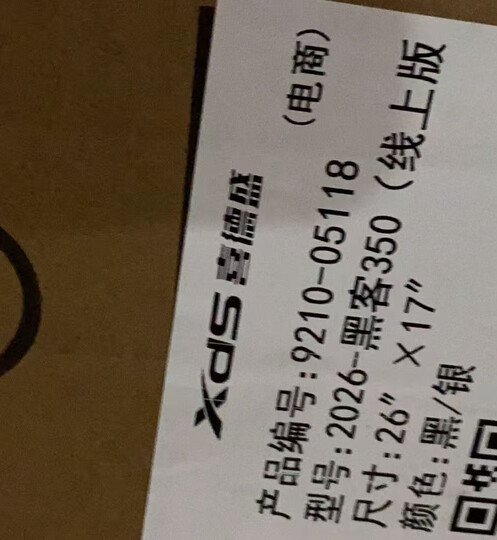 xds 喜德盛 （电商）
产品编号：9210-05118
型号：2026-黑客350（线上版
尺寸：26”×17”
颜色：黑/银